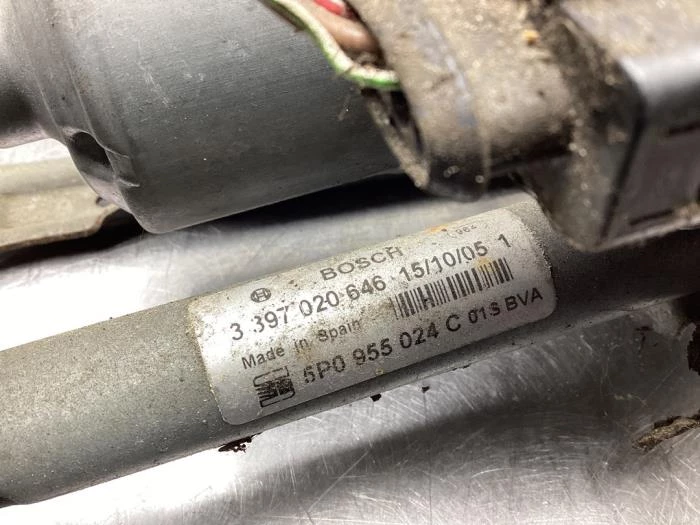 BOSCH
3 397 020 646 15/10/05 1
Made in Spain
5P0 955 024 C 01S BVA